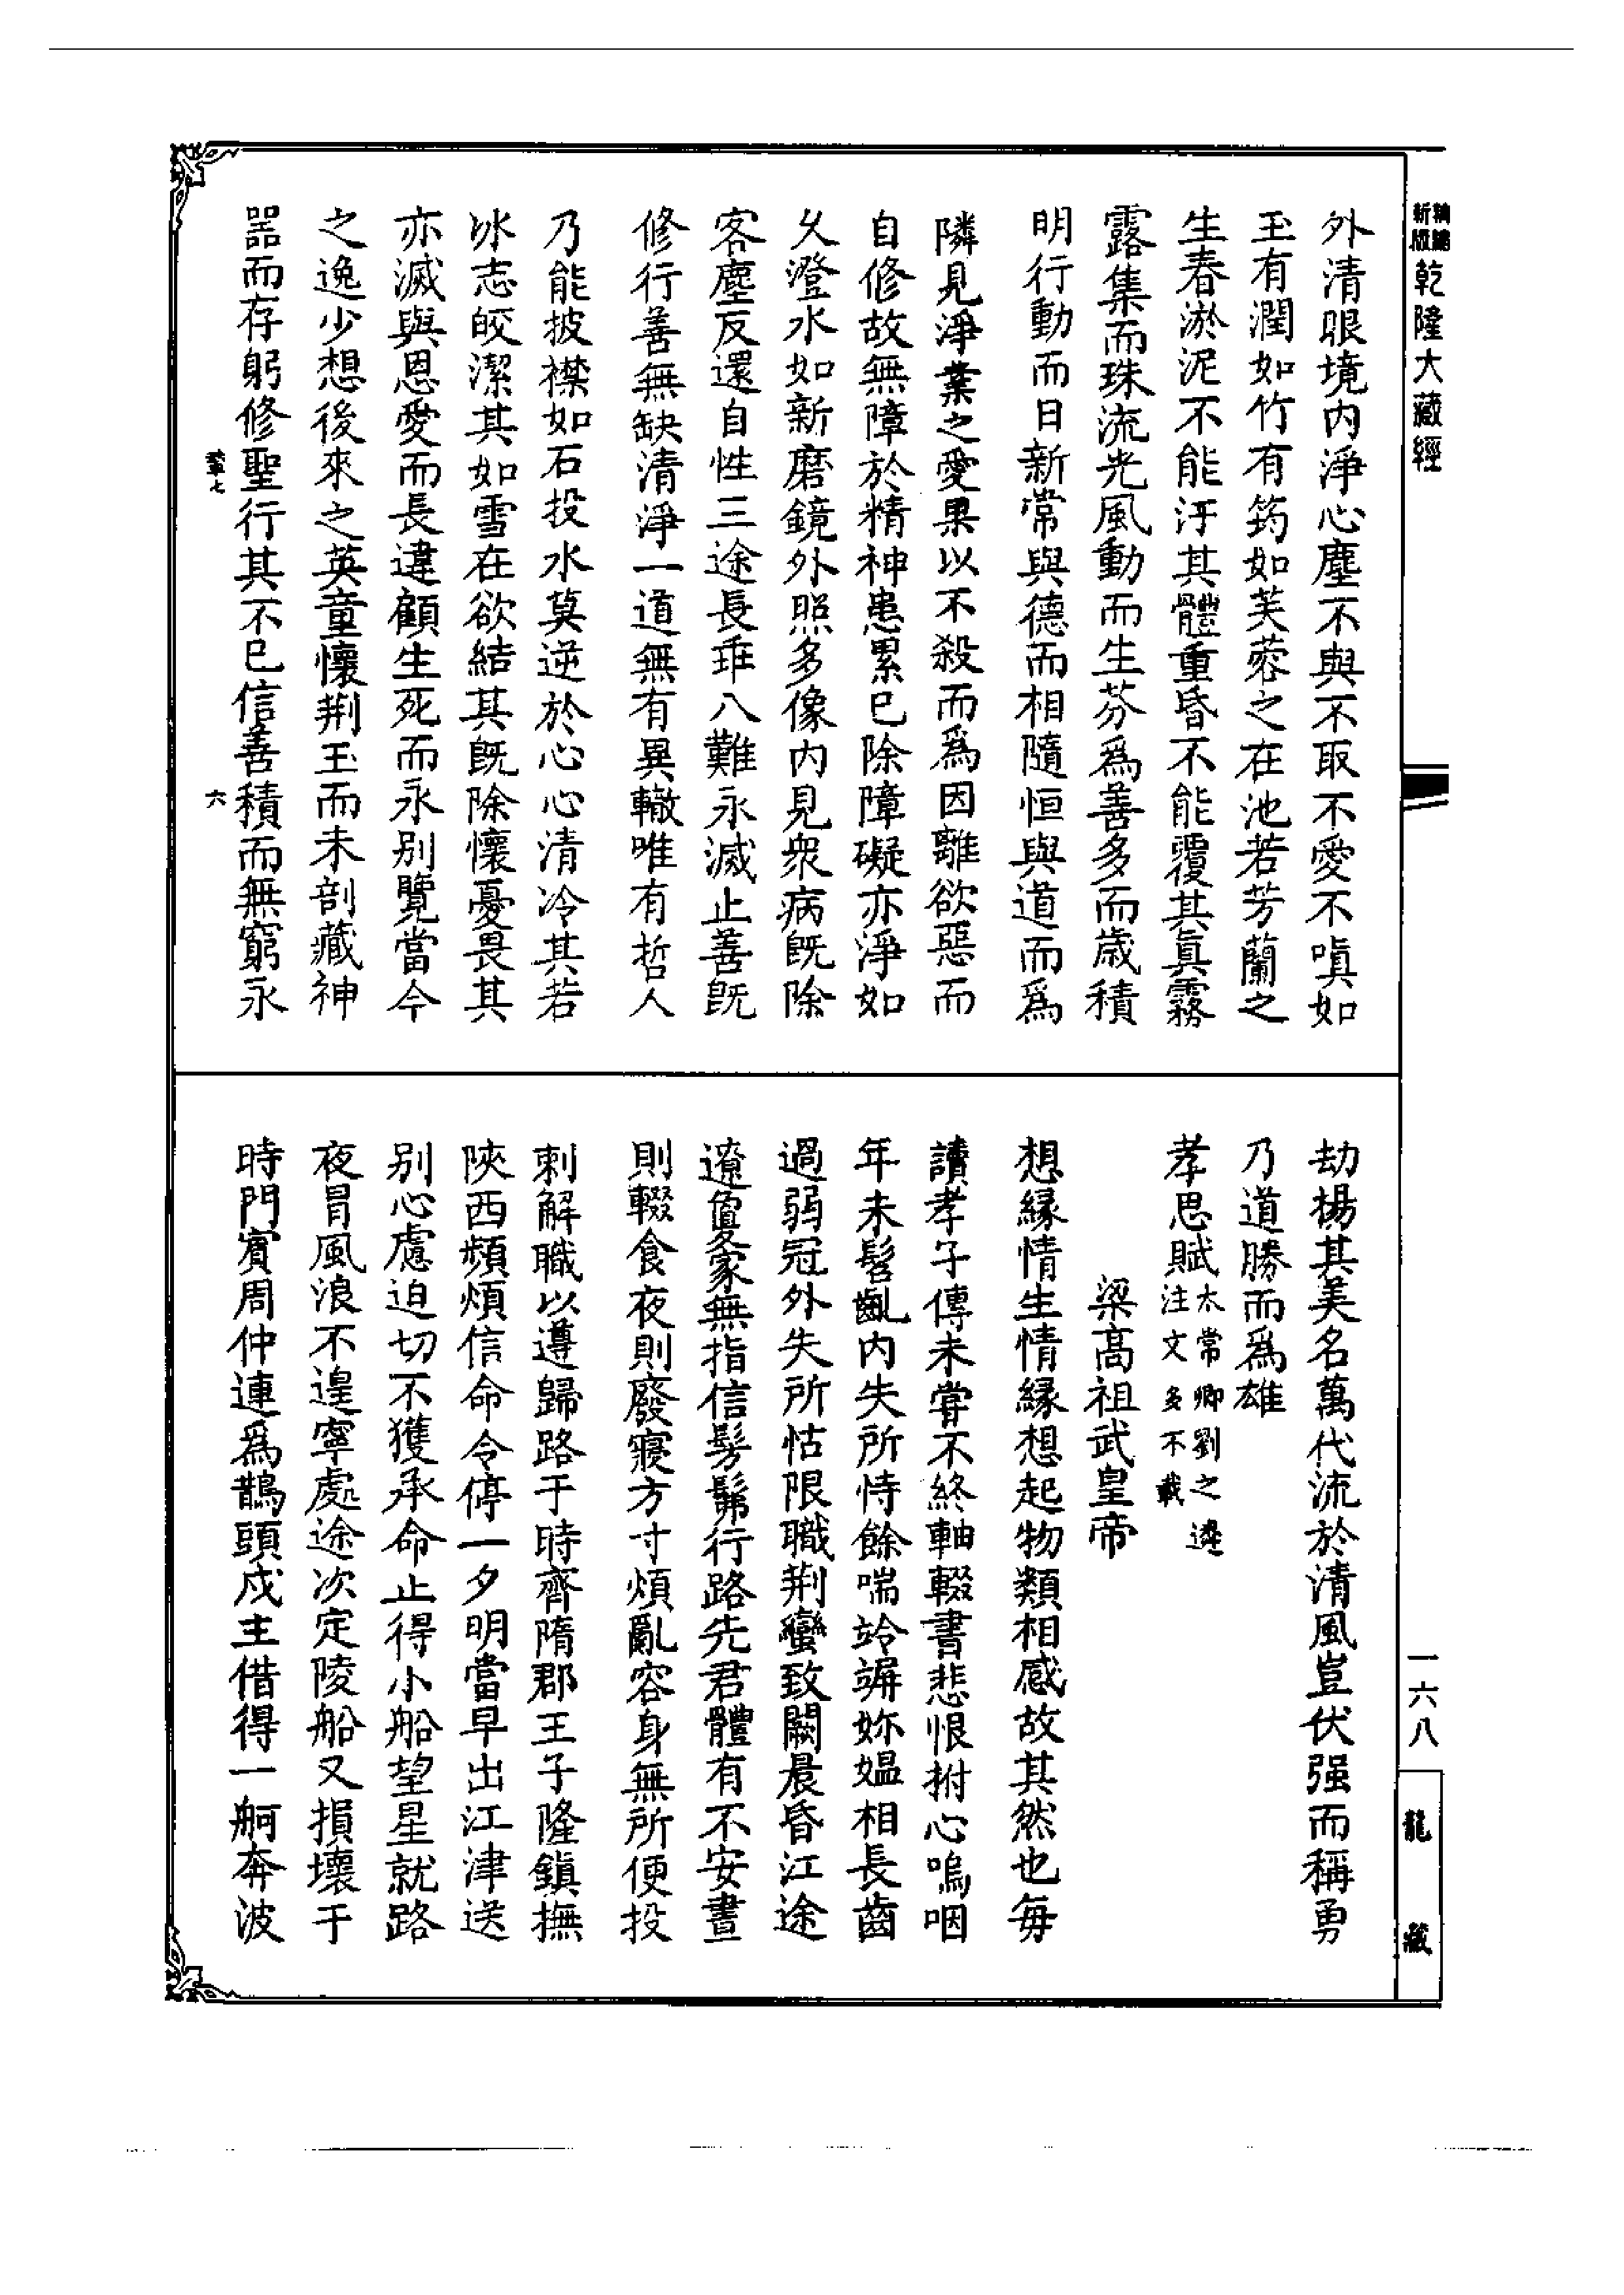 新編
新版
乾隆大藏經
外清眼境內淨心塵不與不取不愛不嗔如
玉有潤如竹有筠如芙蓉之在池若芳蘭之
生春淤泥不能汙其體重昏不能覆其真霧
露集而珠流光風動而生芬為善多而歲積
明行動而日新常與德而相隨恒與道而為
隣見淨業之愛果以不殺而為因離欲惡而
自修故無障於精神患累已除障礙亦淨如
久澄水如新磨鏡外照多像內見眾病既除
客塵反還自性三途長乖八難永滅止善既
修行善無缺清淨一道無有異轍唯有哲人
乃能披襟如石投水莫逆於心心清冷其若
冰志皎潔其如雪在欲結其既除懷憂畏其
亦滅與恩愛而長違顧生死而永別覽當今
之逸少想後來之英童懷荊玉而未剖藏神
器而存躬修聖行其不已信善積而無窮永
六
劫揚其美名萬代流於清風豈伏强而稱勇
乃道勝而為雄
孝思賦太常卿劉之遴
注文多不載
梁高祖武皇帝
想緣情生情緣想起物類相感故其然也每
讀孝子傳未甞不終軸輟書悲恨拊心嗚咽
年未髫齔內失所恃餘喘竛竮妳媼相長齒
過弱冠外失所怙限職荊蠻致闕晨昏江途
遼敻家無指信髣髴行路先君體有不安晝
則輟食夜則廢寢方寸煩亂容身無所便投
刺解職以遵歸路于時齊隋郡王子隆鎮撫
陝西頻煩信命令停一夕明當早出江津送
別心慮迫切不獲承命止得小船望星就路
夜冒風浪不遑寧處途次定陵船又損壞于
時門賓周仲連為鵲頭戍主借得一舸奔波
一六八
龍藏